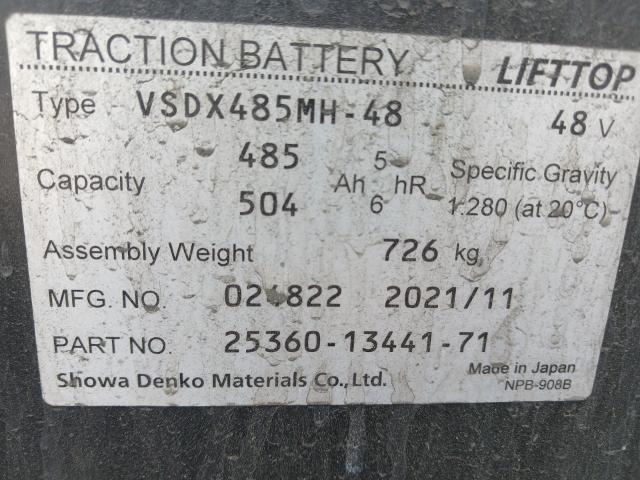 TRACTION BATTERY LIFTTOP
Type VSDX485MH-48 48 V
Capacity 485 Ah 5 hR Specific Gravity
504 6 1.280 (at 20°C)
Assembly Weight 726 kg
MFG. NO. 024822 2021/11
PART NO. 25360-13441-71
Showa Denko Materials Co.,Ltd. Made in Japan
NPB-908B